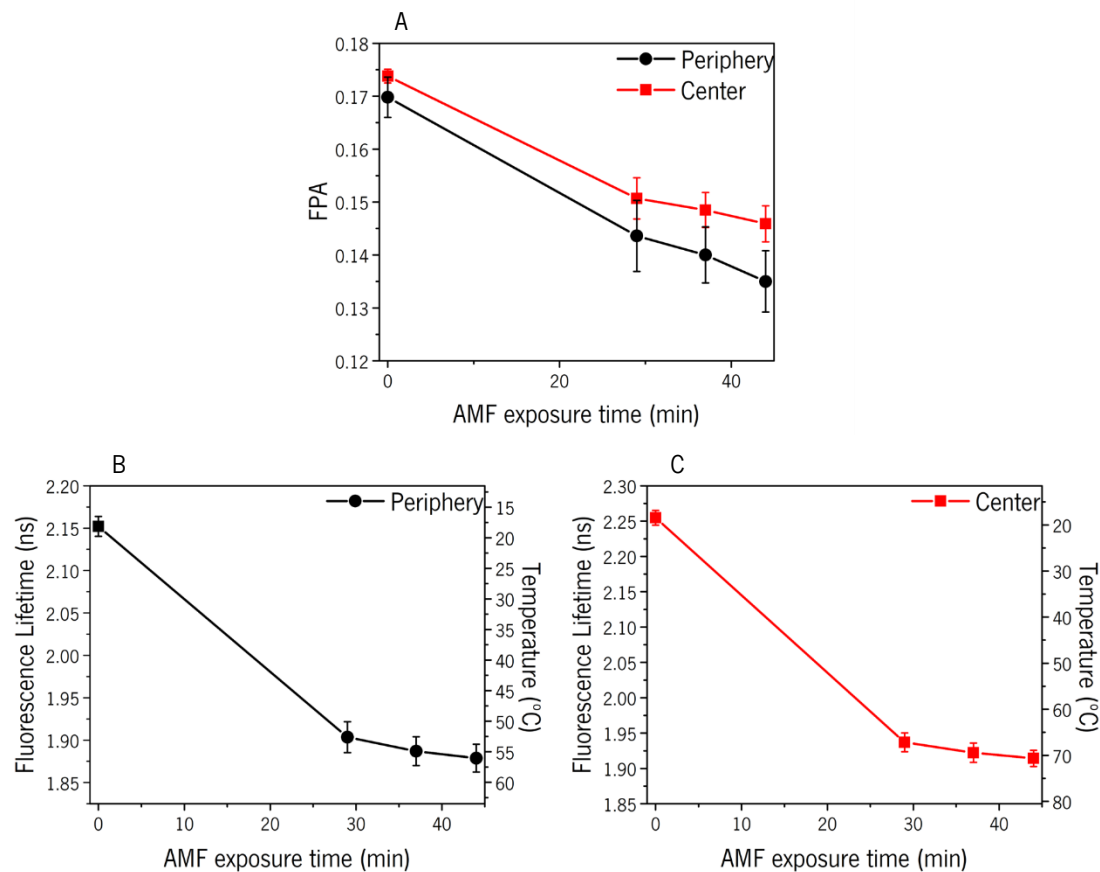 A
0.18
0.17
0.16
0.15
0.14
0.13
0.12
FPA
Periphery
Center
0 20 40
AMF exposure time (min)
B
2.20
2.15
2.10
2.05
2.00
1.95
1.90
1.85
Fluorescence Lifetime (ns)
Periphery
15
20
25
30
35
40
45
50
55
60
Temperature (ºC)
0 10 20 30 40
AMF exposure time (min)
C
2.30
2.25
2.20
2.15
2.10
2.05
2.00
1.95
1.90
1.85
Fluorescence Lifetime (ns)
Center
20
30
40
50
60
70
80
Temperature (ºC)
0 10 20 30 40
AMF exposure time (min)